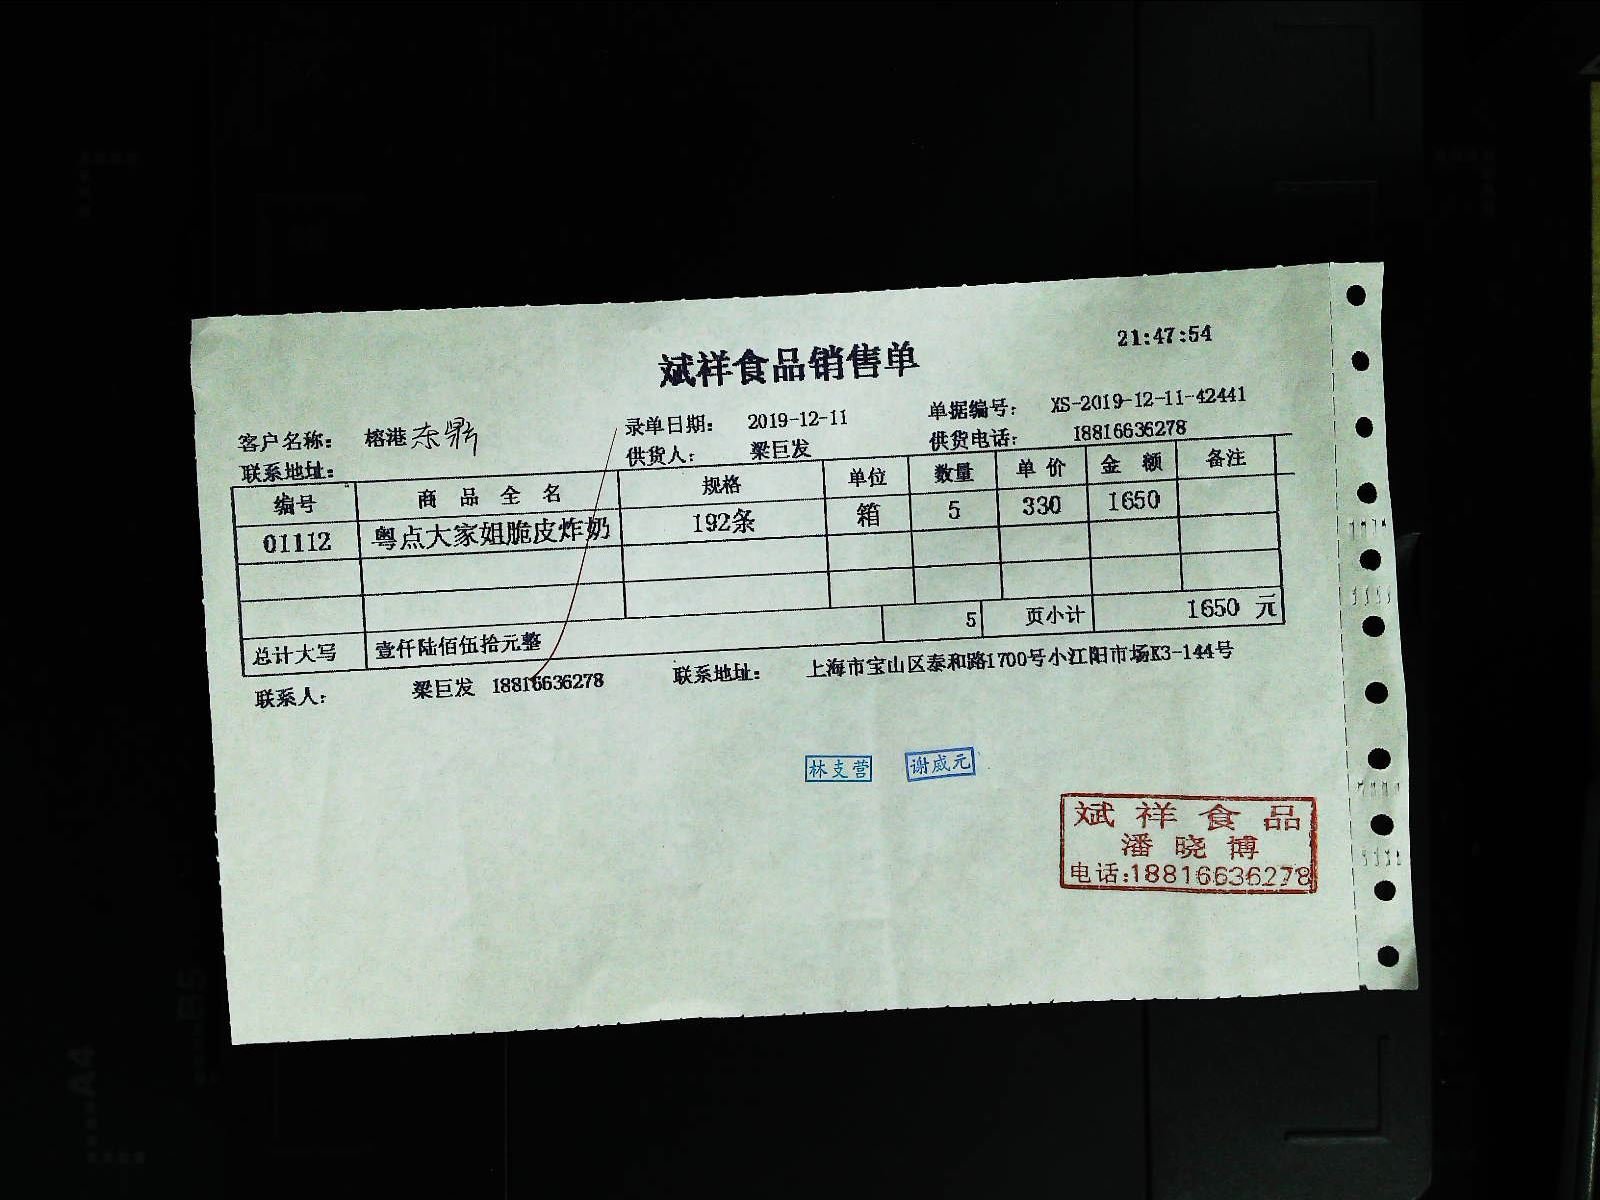 21:47:54
斌祥食品销售单
客户名称： 榕港 东鼎 录单日期： 2019-12-11 单据编号： XS-2019-12-11-42441
联系地址： 供货人： 梁巨发 供货电话： 18816636278
编号 商 品 全 名 规格 单位 数量 单 价 金 额 备注
01112 粤点大家姐脆皮炸奶 192条 箱 5 330 1650
总计大写 壹仟陆佰伍拾元整 5 页小计 1650 元
联系人： 梁巨发 18816636278 联系地址： 上海市宝山区泰和路1700号小江阳市场K3-144号
林支营 谢威元
斌祥食品
潘晓博
电话:18816636278
A4
B5